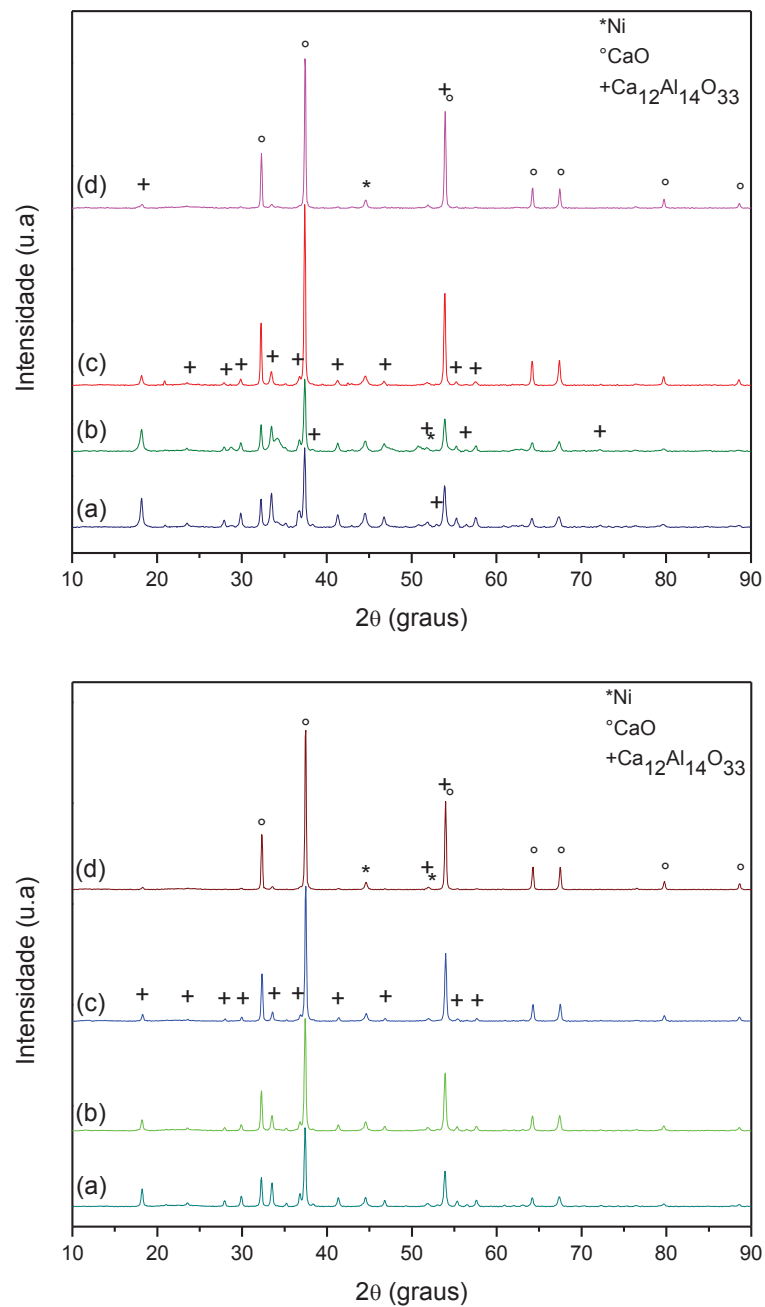 *Ni
°CaO
+Ca12Al14O33
(d)
(c)
(b)
(a)
Intensidade (u.a)
10 20 30 40 50 60 70 80 90
2θ (graus)
*Ni
°CaO
+Ca12Al14O33
(d)
(c)
(b)
(a)
Intensidade (u.a)
10 20 30 40 50 60 70 80 90
2θ (graus)